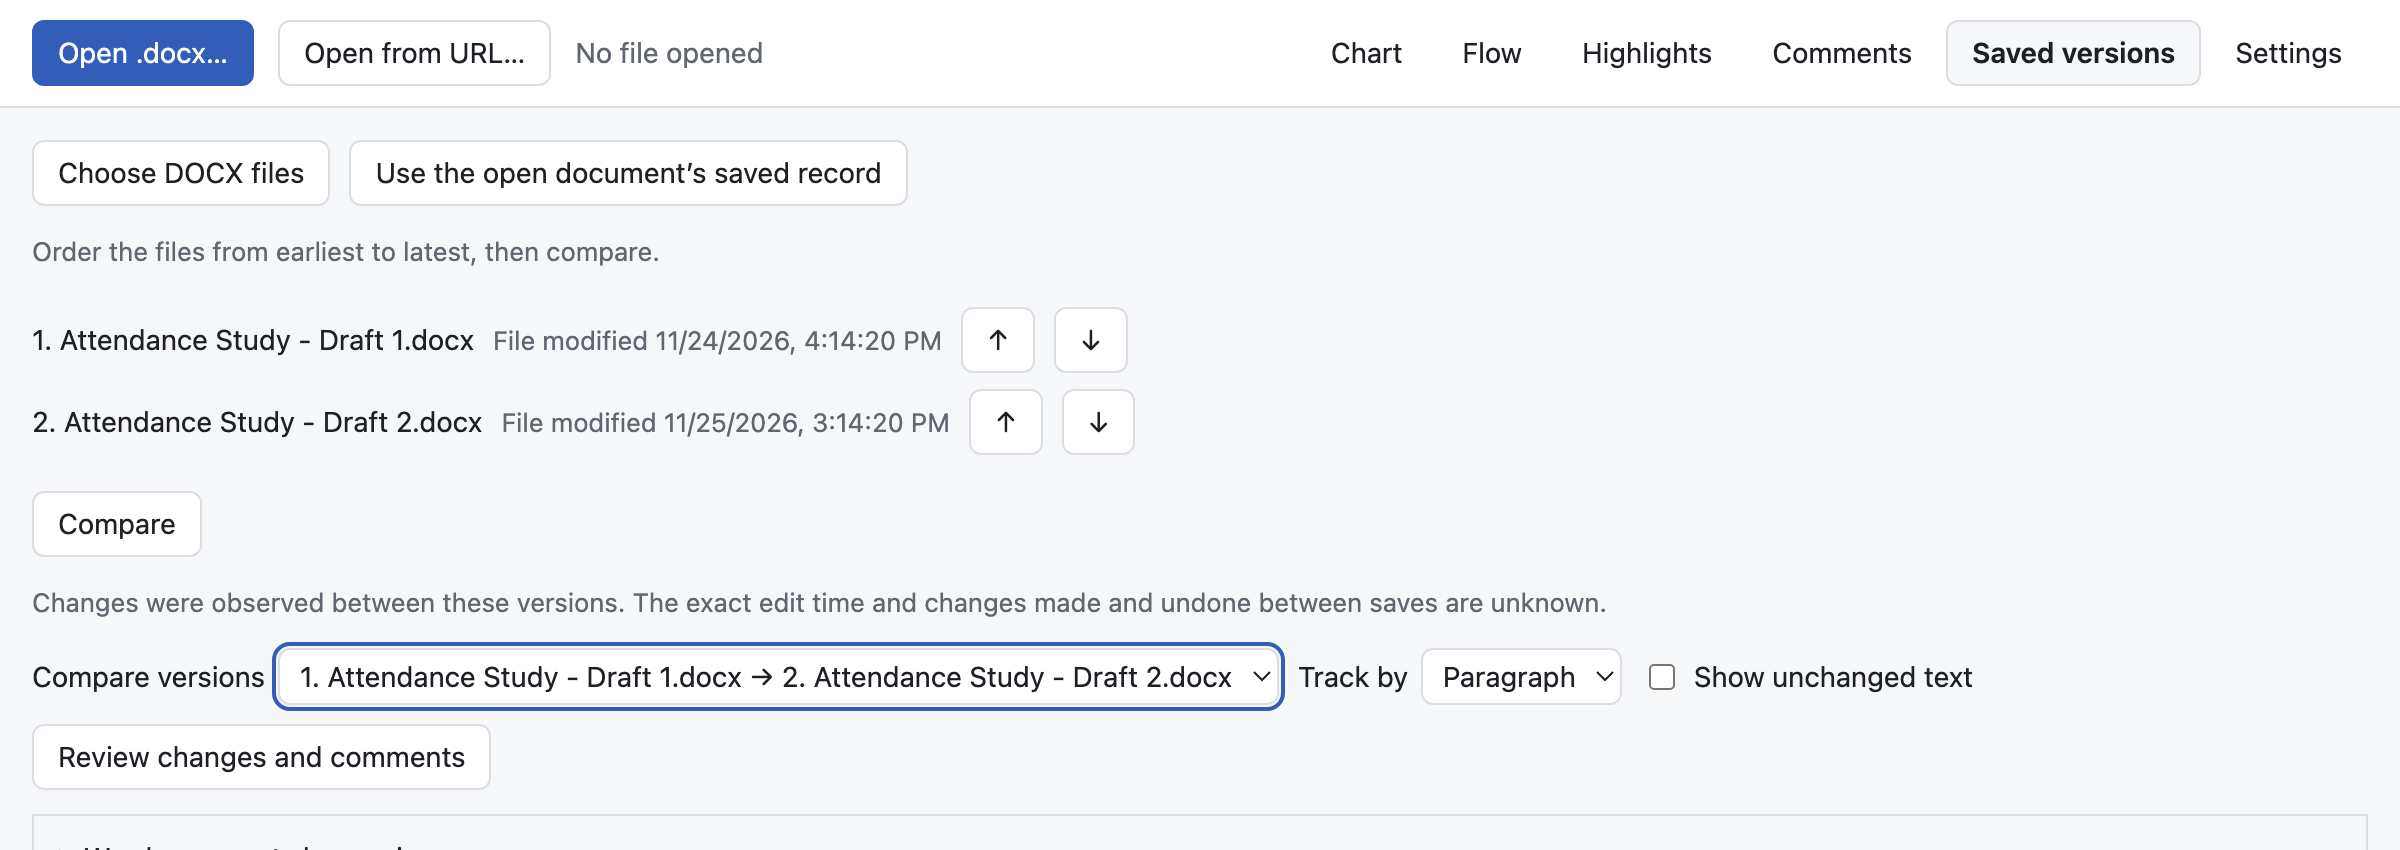 Open .docx... Open from URL... No file opened Chart Flow Highlights Comments Saved versions Settings
Choose DOCX files Use the open document’s saved record
Order the files from earliest to latest, then compare.
1. Attendance Study - Draft 1.docx File modified 11/24/2026, 4:14:20 PM ↑ ↓
2. Attendance Study - Draft 2.docx File modified 11/25/2026, 3:14:20 PM ↑ ↓
Compare
Changes were observed between these versions. The exact edit time and changes made and undone between saves are unknown.
Compare versions 1. Attendance Study - Draft 1.docx → 2. Attendance Study - Draft 2.docx Track by Paragraph Show unchanged text
Review changes and comments